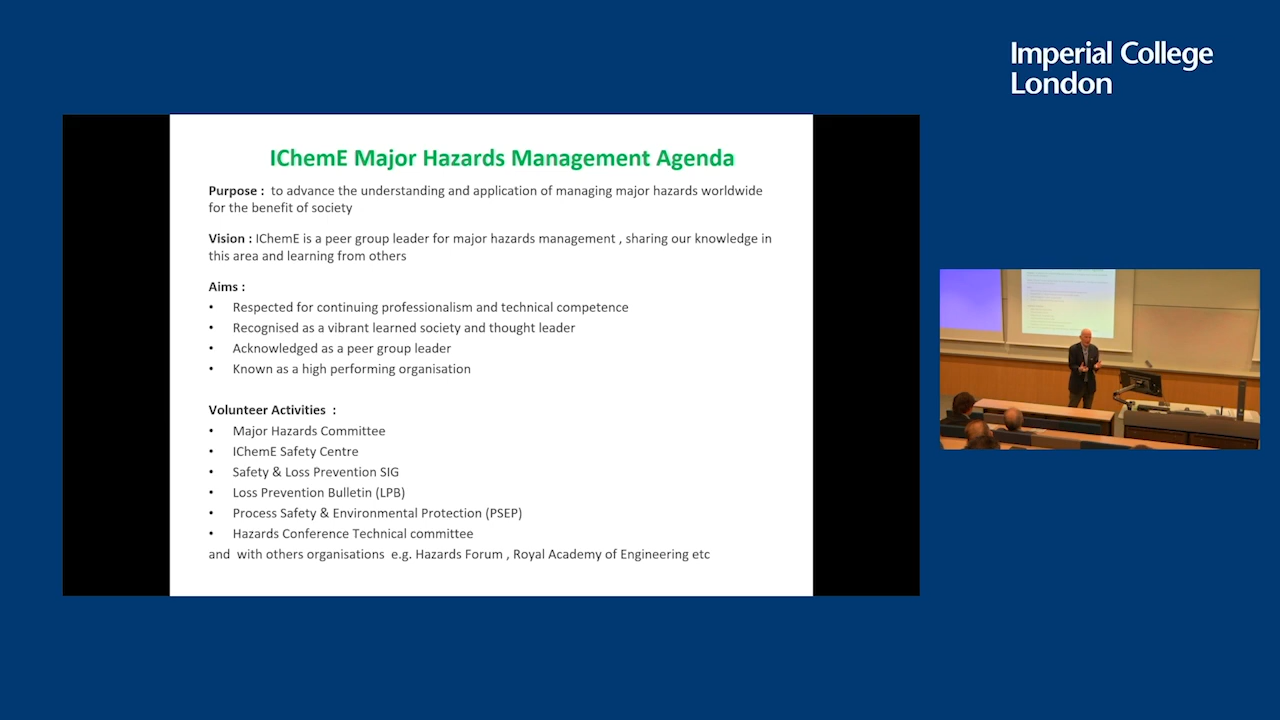 Imperial College
London
IChemE Major Hazards Management Agenda
Purpose : to advance the understanding and application of managing major hazards worldwide
for the benefit of society
Vision : IChemE is a peer group leader for major hazards management , sharing our knowledge in
this area and learning from others
Aims :
• Respected for continuing professionalism and technical competence
• Recognised as a vibrant learned society and thought leader
• Acknowledged as a peer group leader
• Known as a high performing organisation
Volunteer Activities :
• Major Hazards Committee
• IChemE Safety Centre
• Safety & Loss Prevention SIG
• Loss Prevention Bulletin (LPB)
• Process Safety & Environmental Protection (PSEP)
• Hazards Conference Technical committee
and with others organisations e.g. Hazards Forum , Royal Academy of Engineering etc